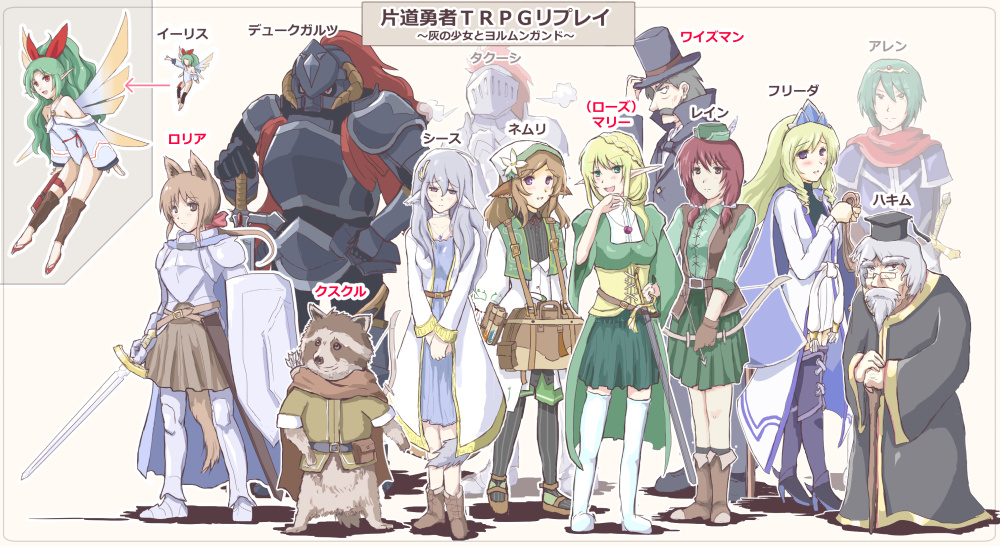 片道勇者ＴＲＰＧリプレイ
～灰の少女とヨルムンガンド～
イーリス
デュークガルツ
タクーシ
ワイズマン
アレン
フリーダ
ロリア
シース
ネムリ
（ローズ）
マリー
レイン
ハキム
クスクル